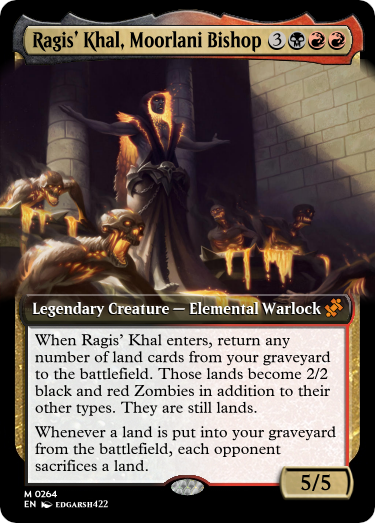 Ragis' Khal, Moorlani Bishop 3
Legendary Creature — Elemental Warlock
When Ragis' Khal enters, return any
number of land cards from your graveyard
to the battlefield. Those lands become 2/2
black and red Zombies in addition to their
other types. They are still lands.
Whenever a land is put into your graveyard
from the battlefield, each opponent
sacrifices a land.
5/5
M 0264
EN EDGARSH422